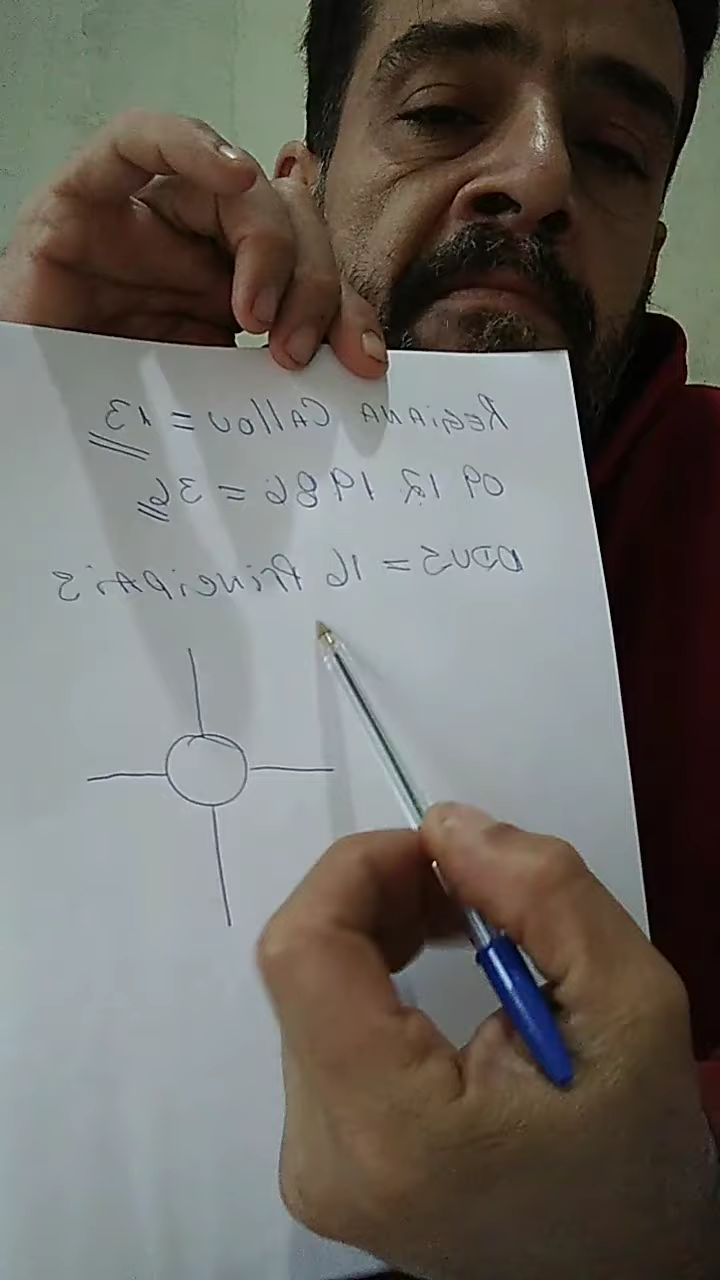 REGIANA CALLOU = 13
09 12 1986 = 36
ODUS = 16 PRINCIPAIS